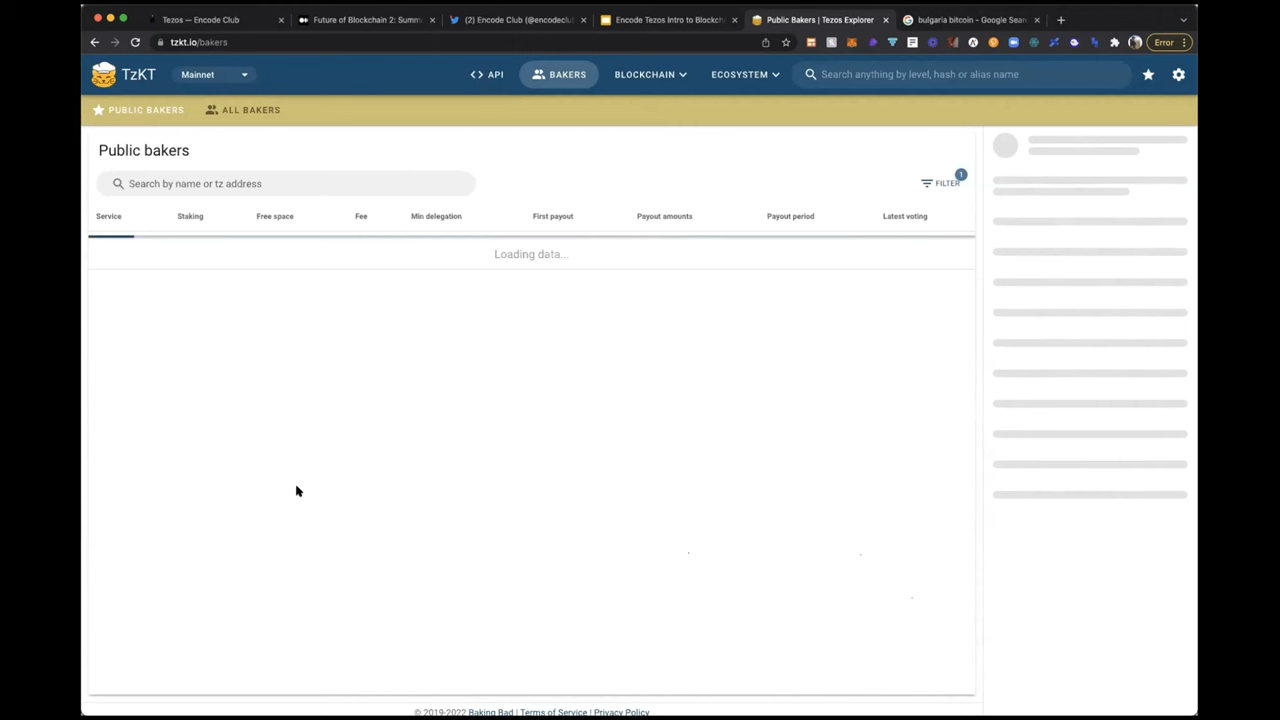 Tezos — Encode Club
Future of Blockchain 2: Summ
(2) Encode Club (@encodeclu
Encode Tezos Intro to Blockch
Public Bakers | Tezos Explorer
bulgaria bitcoin - Google Sear
tzkt.io/bakers
Error
TzKT
Mainnet
API
BAKERS
BLOCKCHAIN
ECOSYSTEM
Search anything by level, hash or alias name
PUBLIC BAKERS
ALL BAKERS
Public bakers
Search by name or tz address
FILTER
1
Service
Staking
Free space
Fee
Min delegation
First payout
Payout amounts
Payout period
Latest voting
Loading data...
© 2019-2022 Baking Bad | Terms of Service | Privacy Policy